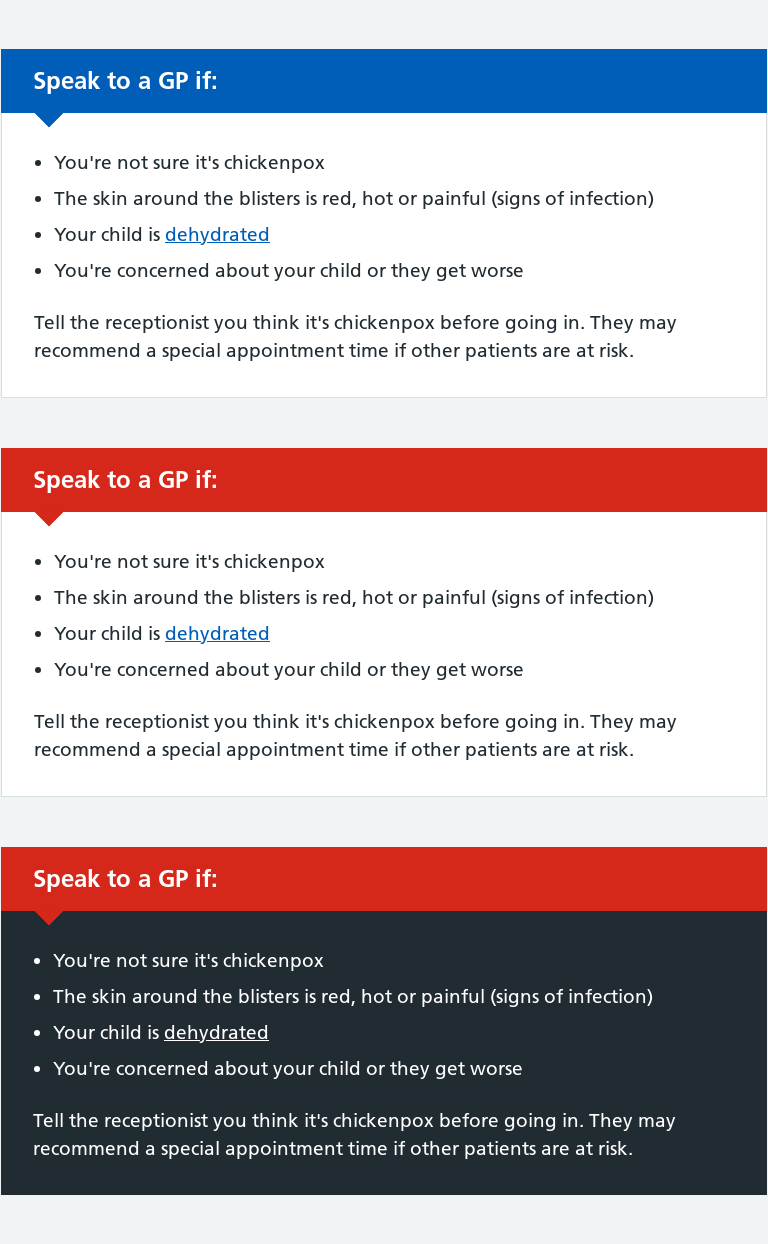 Speak to a GP if:
• You're not sure it's chickenpox
• The skin around the blisters is red, hot or painful (signs of infection)
• Your child is dehydrated
• You're concerned about your child or they get worse
Tell the receptionist you think it's chickenpox before going in. They may
recommend a special appointment time if other patients are at risk.
Speak to a GP if:
• You're not sure it's chickenpox
• The skin around the blisters is red, hot or painful (signs of infection)
• Your child is dehydrated
• You're concerned about your child or they get worse
Tell the receptionist you think it's chickenpox before going in. They may
recommend a special appointment time if other patients are at risk.
Speak to a GP if:
• You're not sure it's chickenpox
• The skin around the blisters is red, hot or painful (signs of infection)
• Your child is dehydrated
• You're concerned about your child or they get worse
Tell the receptionist you think it's chickenpox before going in. They may
recommend a special appointment time if other patients are at risk.